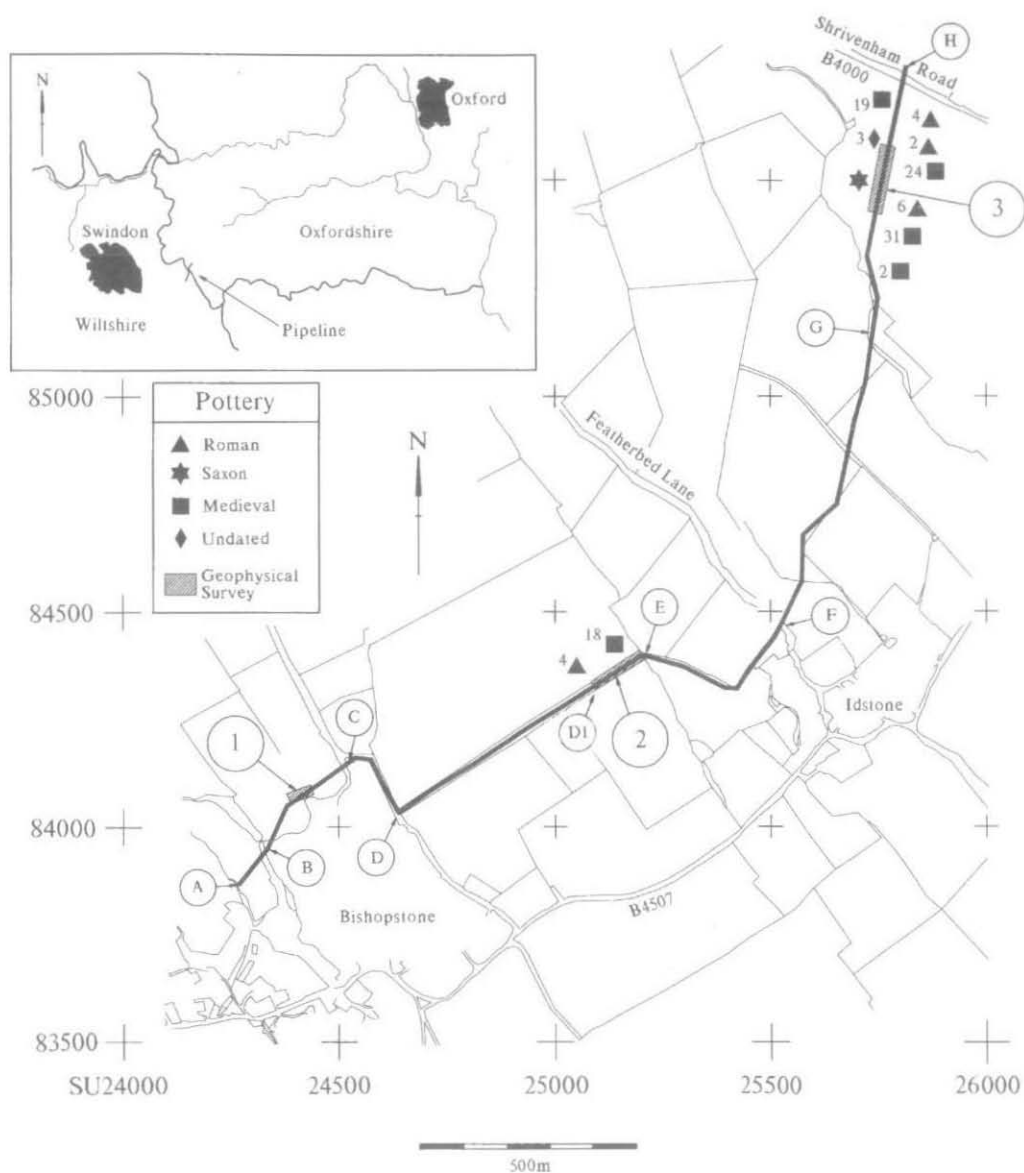 N
Oxford
Swindon
Oxfordshire
Wiltshire
Pipeline
Pottery
Roman
Saxon
Medieval
Undated
Geophysical
Survey
N
Shrivenham Road
B4000
H
19
4
3
2
24
3
6
31
2
G
85000
Featherbed Lane
84500
E
F
18
4
Idstone
C
1
D1
2
84000
A
B
D
Bishopstone
B4507
83500
SU24000
24500
25000
25500
26000
500m